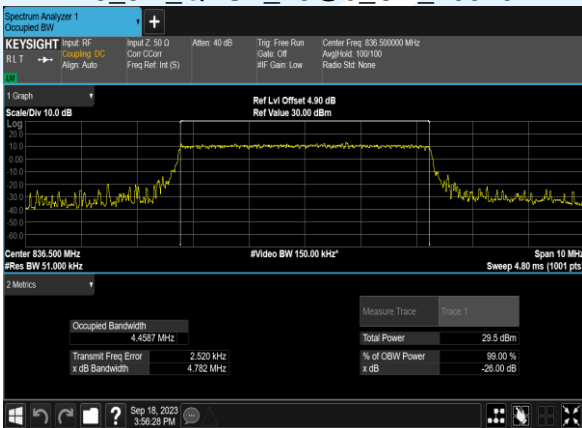 Spectrum Analyzer 1
Occupied BW
KEYSIGHT Input: RF Input Z: 50 Ω Atten: 40 dB Trig: Free Run Center Freq: 836.500000 MHz
RLT Coupling: DC Corr CCorr Gate: Off Avg|Hold: 100/100
Align: Auto Freq Ref: Int (S) #IF Gain: Low Radio Std: None
LW
1 Graph
Ref Lvl Offset 4.90 dB
Scale/Div 10.0 dB Ref Value 30.00 dBm
Log
20.0
10.0
0.00
-10.0
-20.0
-30.0
-40.0
-50.0
-60.0
Center 836.500 MHz #Video BW 150.00 kHz* Span 10 MHz
#Res BW 51.000 kHz Sweep 4.80 ms (1001 pts
2 Metrics
Measure Trace Trace 1
Occupied Bandwidth
4.4587 MHz Total Power 29.5 dBm
Transmit Freq Error 2.520 kHz % of OBW Power 99.00 %
x dB Bandwidth 4.782 MHz x dB -26.00 dB
? Sep 18, 2023
3:56:28 PM